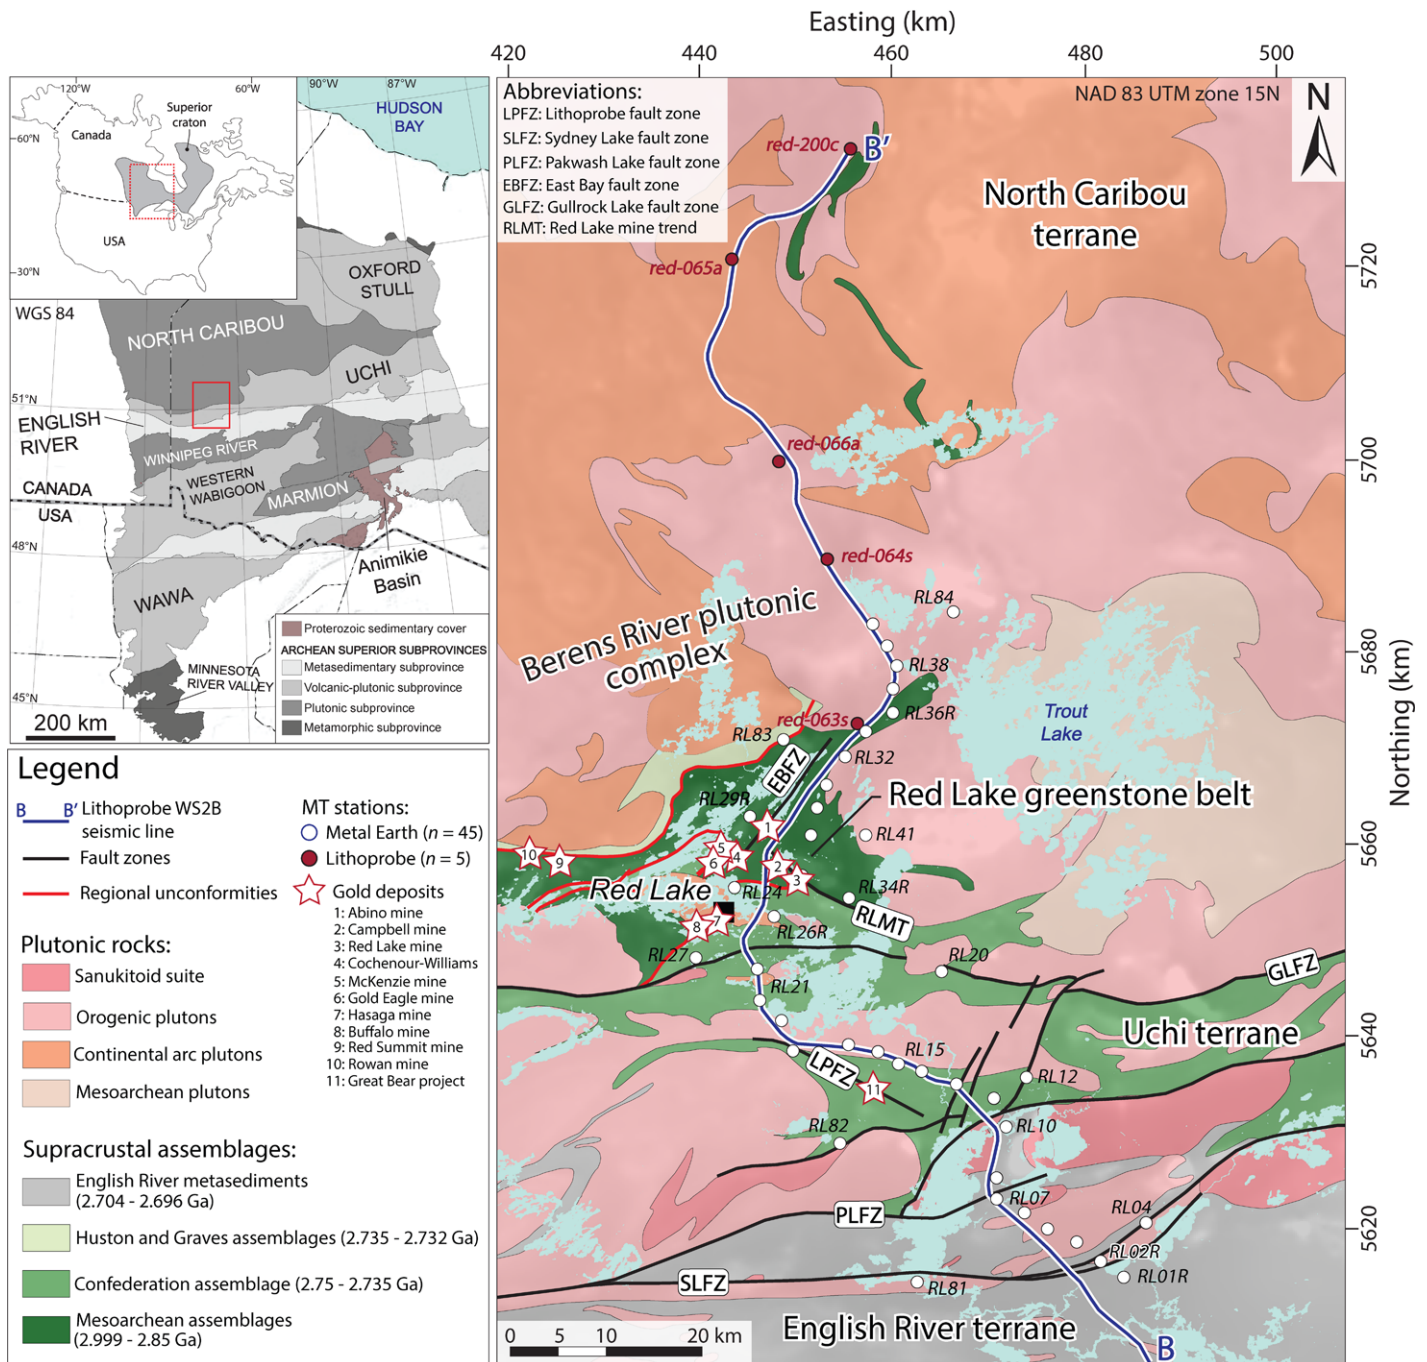 Easting (km)
420
440
460
480
500
120°W
60°W
60°N
30°N
Canada
USA
Superior
craton
WGS 84
90°W
87°W
HUDSON
BAY
OXFORD
STULL
NORTH CARIBOU
UCHI
51°N
ENGLISH
RIVER
WINNIPEG RIVER
WESTERN
WABIGOON
MARMION
CANADA
USA
48°N
Animikie
Basin
WAWA
MINNESOTA
RIVER VALLEY
45°N
200 km
Proterozoic sedimentary cover
ARCHEAN SUPERIOR SUBPROVINCES
Metasedimentary subprovince
Volcanic-plutonic subprovince
Plutonic subprovince
Metamorphic subprovince
Legend
B B' Lithoprobe WS2B
seismic line
Fault zones
Regional unconformities
MT stations:
Metal Earth (n = 45)
Lithoprobe (n = 5)
Gold deposits
1: Abino mine
2: Campbell mine
3: Red Lake mine
4: Cochenour-Williams
5: McKenzie mine
6: Gold Eagle mine
7: Hasaga mine
8: Buffalo mine
9: Red Summit mine
10: Rowan mine
11: Great Bear project
Plutonic rocks:
Sanukitoid suite
Orogenic plutons
Continental arc plutons
Mesoarchean plutons
Supracrustal assemblages:
English River metasediments
(2.704 - 2.696 Ga)
Huston and Graves assemblages (2.735 - 2.732 Ga)
Confederation assemblage (2.75 - 2.735 Ga)
Mesoarchean assemblages
(2.999 - 2.85 Ga)
Abbreviations:
LPFZ: Lithoprobe fault zone
SLFZ: Sydney Lake fault zone
PLFZ: Pakwash Lake fault zone
EBFZ: East Bay fault zone
GLFZ: Gullrock Lake fault zone
RLMT: Red Lake mine trend
NAD 83 UTM zone 15N
N
red-200c
B'
North Caribou
terrane
red-065a
5720
red-066a
5700
red-064s
RL84
Berens River plutonic
complex
RL38
5680
red-063s
RL36R
RL83
Trout
Lake
Northing (km)
EBFZ
RL32
RL29R
Red Lake greenstone belt
1
RL41
5
4
6
2
3
10
9
5660
Red Lake
RL24
RL34R
RLMT
7
8
RL26R
RL27
RL20
GLFZ
RL21
Uchi terrane
5640
RL15
LPFZ
11
RL12
RL82
RL10
RL07
PLFZ
RL04
5620
RL02R
RL01R
SLFZ
RL81
English River terrane
B
0
5
10
20 km